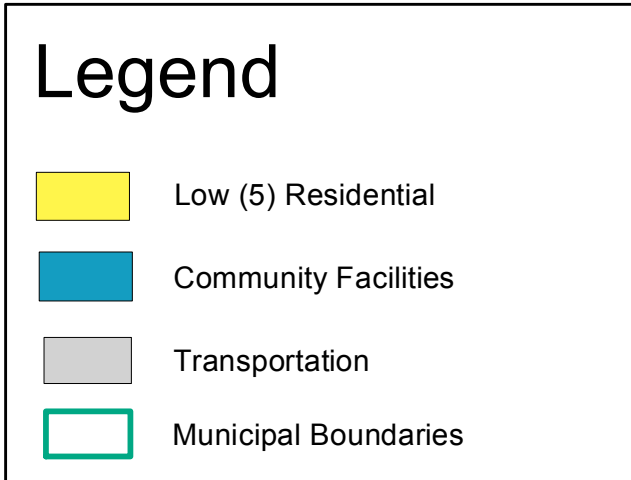 Legend
Low (5) Residential
Community Facilities
Transportation
Municipal Boundaries